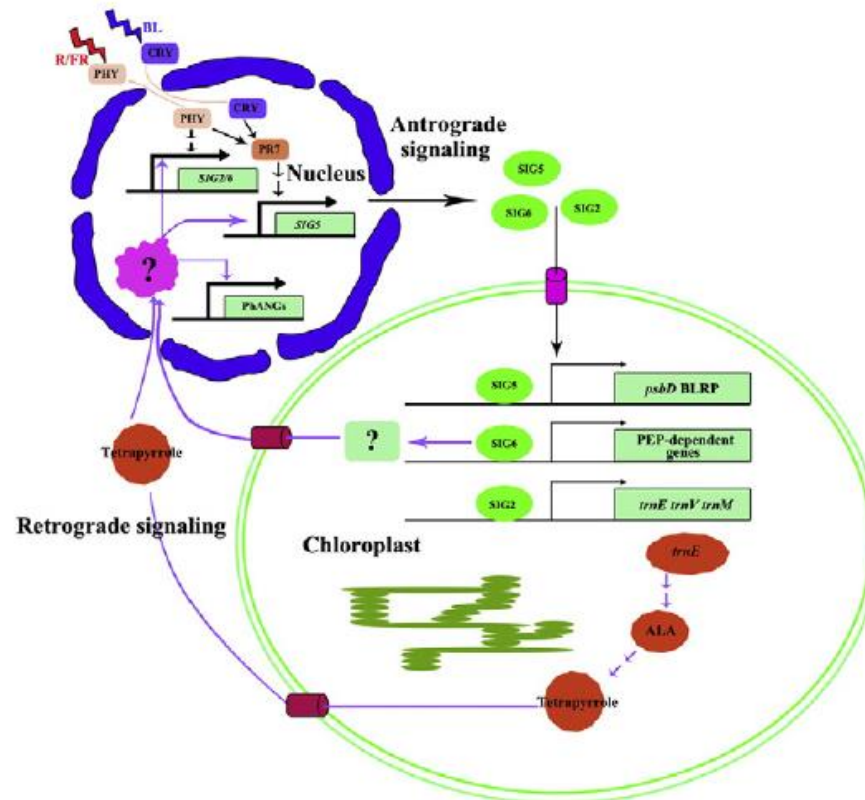 BL
R/FR
CRY
PHY
CRY
PHY
PR7
Nucleus
SIG2/6
SIG5
?
PhANGs
Antrograde
signaling
SIG5
SIG6
SIG2
SIG5
psbD BLRP
?
SIG6
PEP-dependent
genes
SIG2
trnE trnV trnM
Tetrapyrrole
Retrograde signaling
Chloroplast
trnE
ALA
Tetrapyrrole